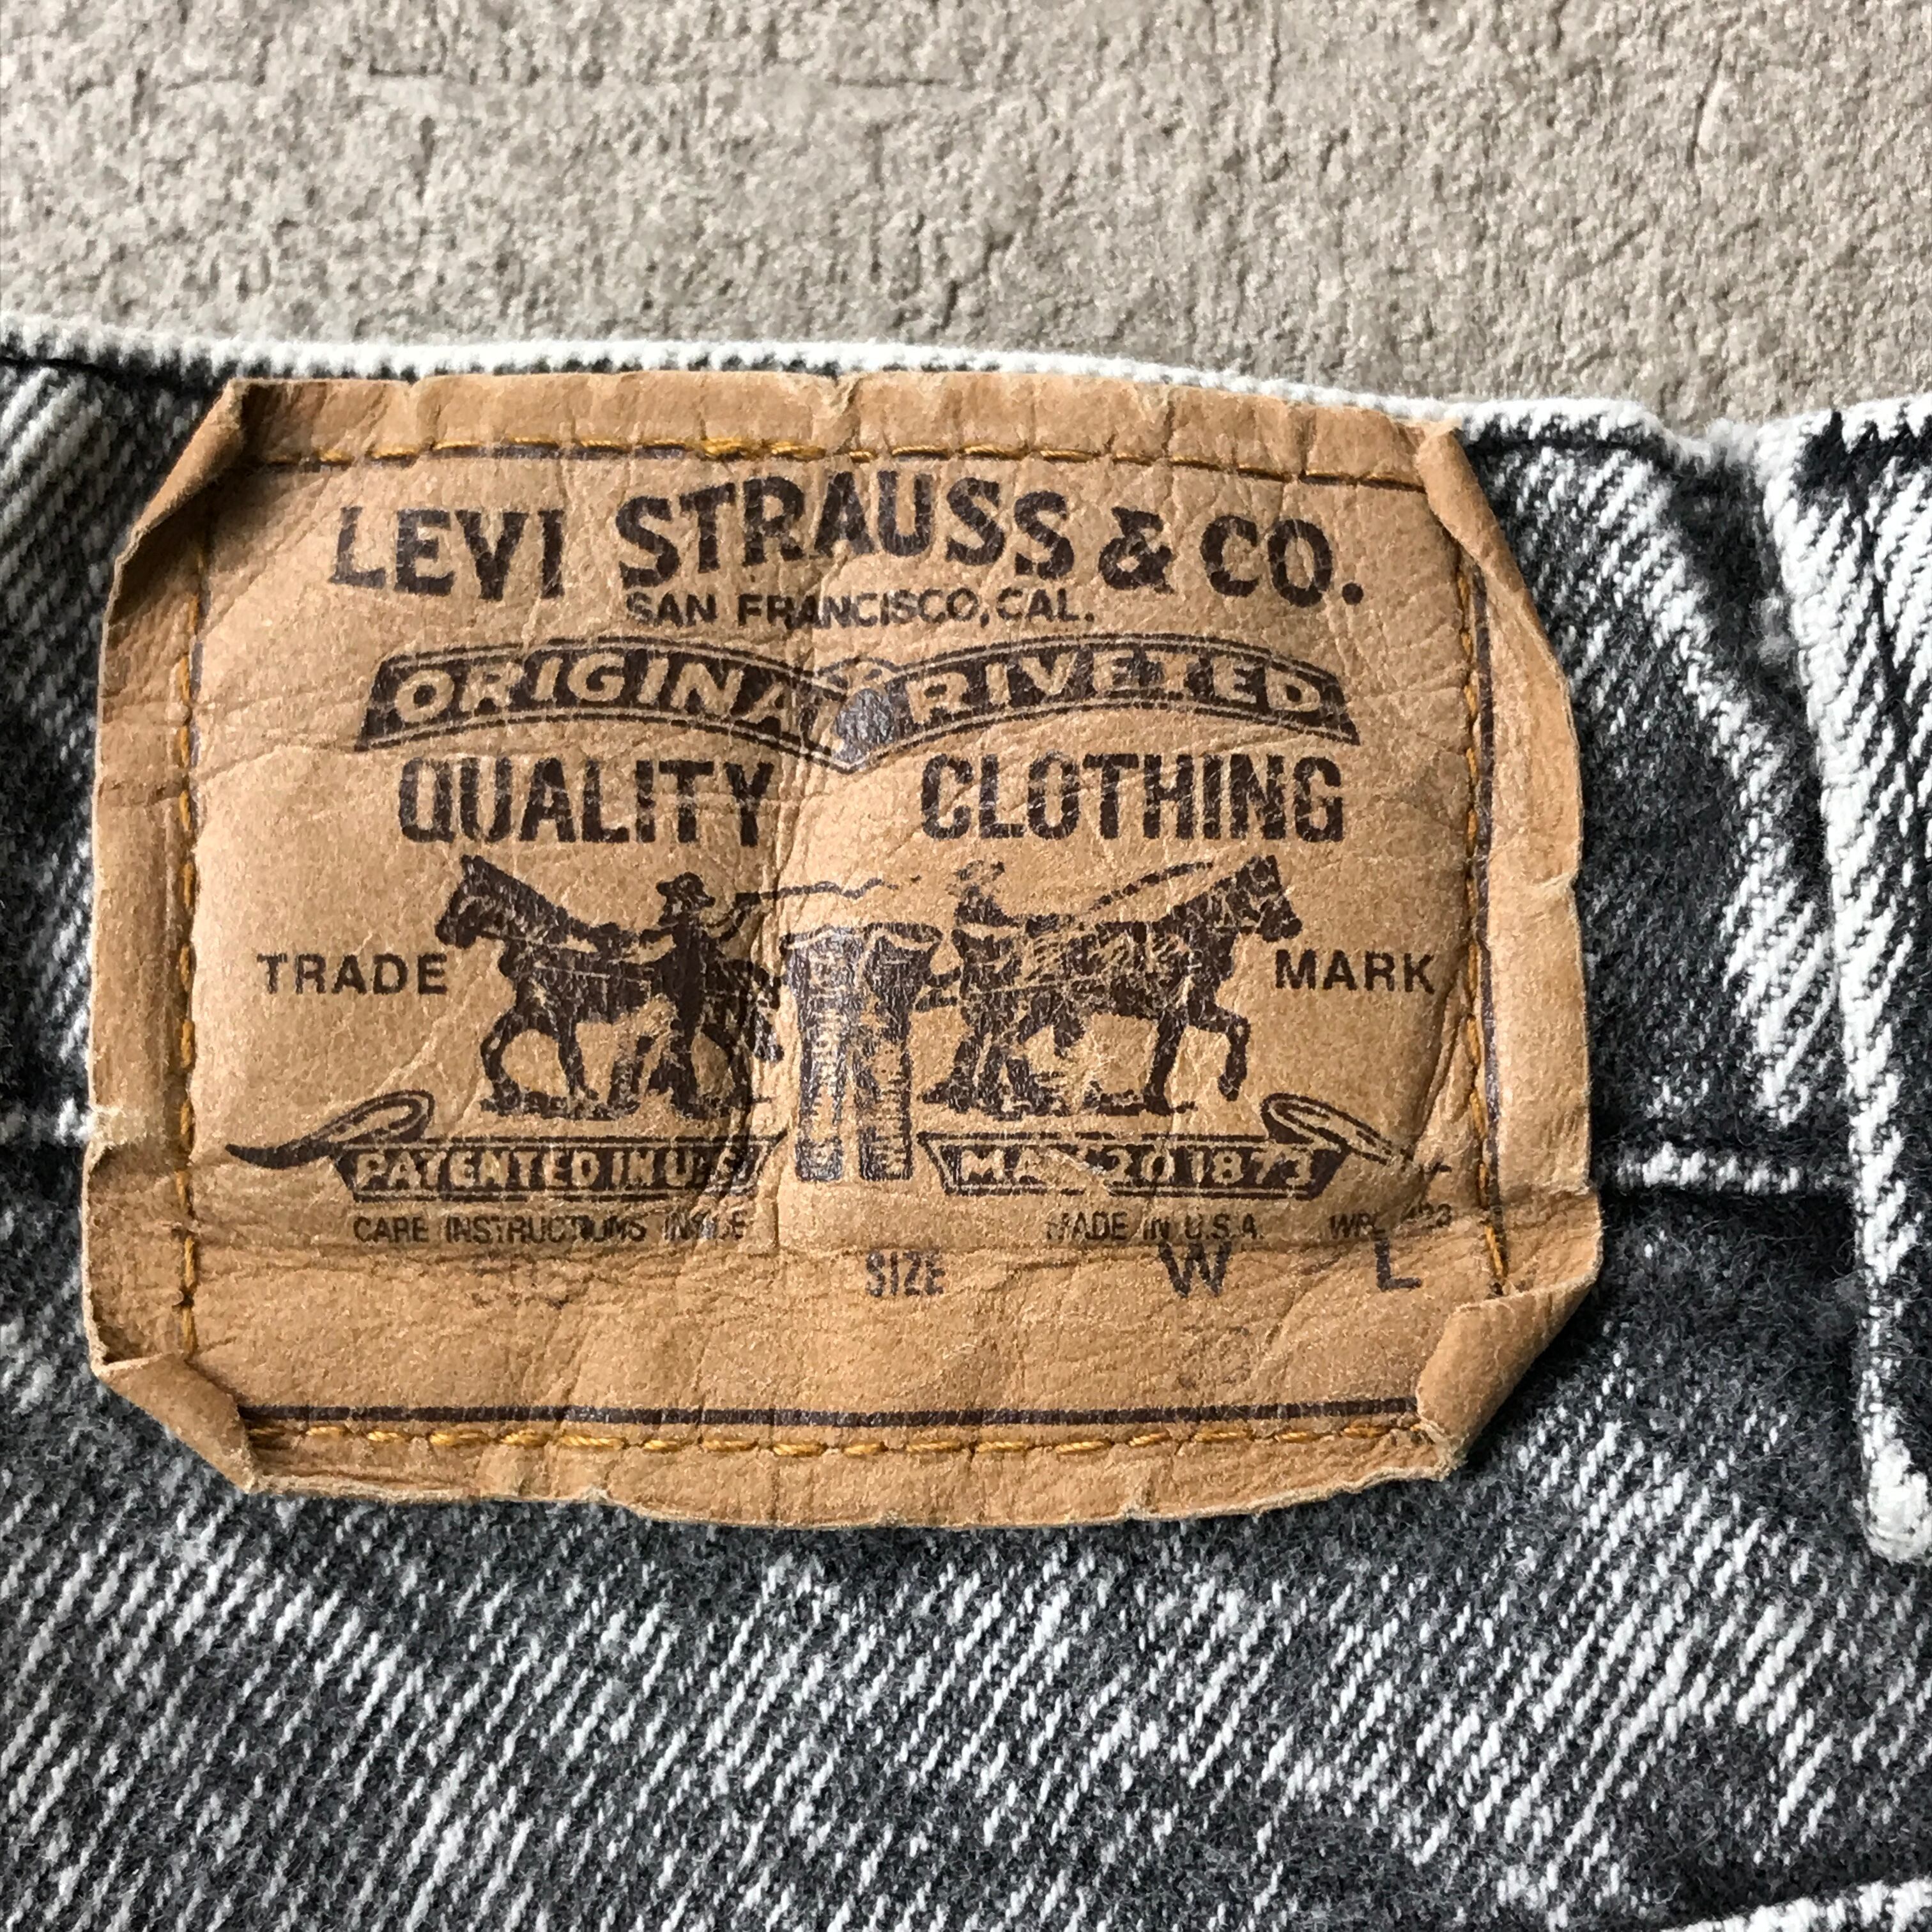 LEVI STRAUSS & CO.
SAN FRANCISCO, CAL.
ORIGINAL RIVETED
QUALITY CLOTHING
TRADE MARK
PATENTED IN U.S. MAY 20 1873
CARE INSTRUCTIONS INSIDE MADE IN U.S.A.
SIZE W L